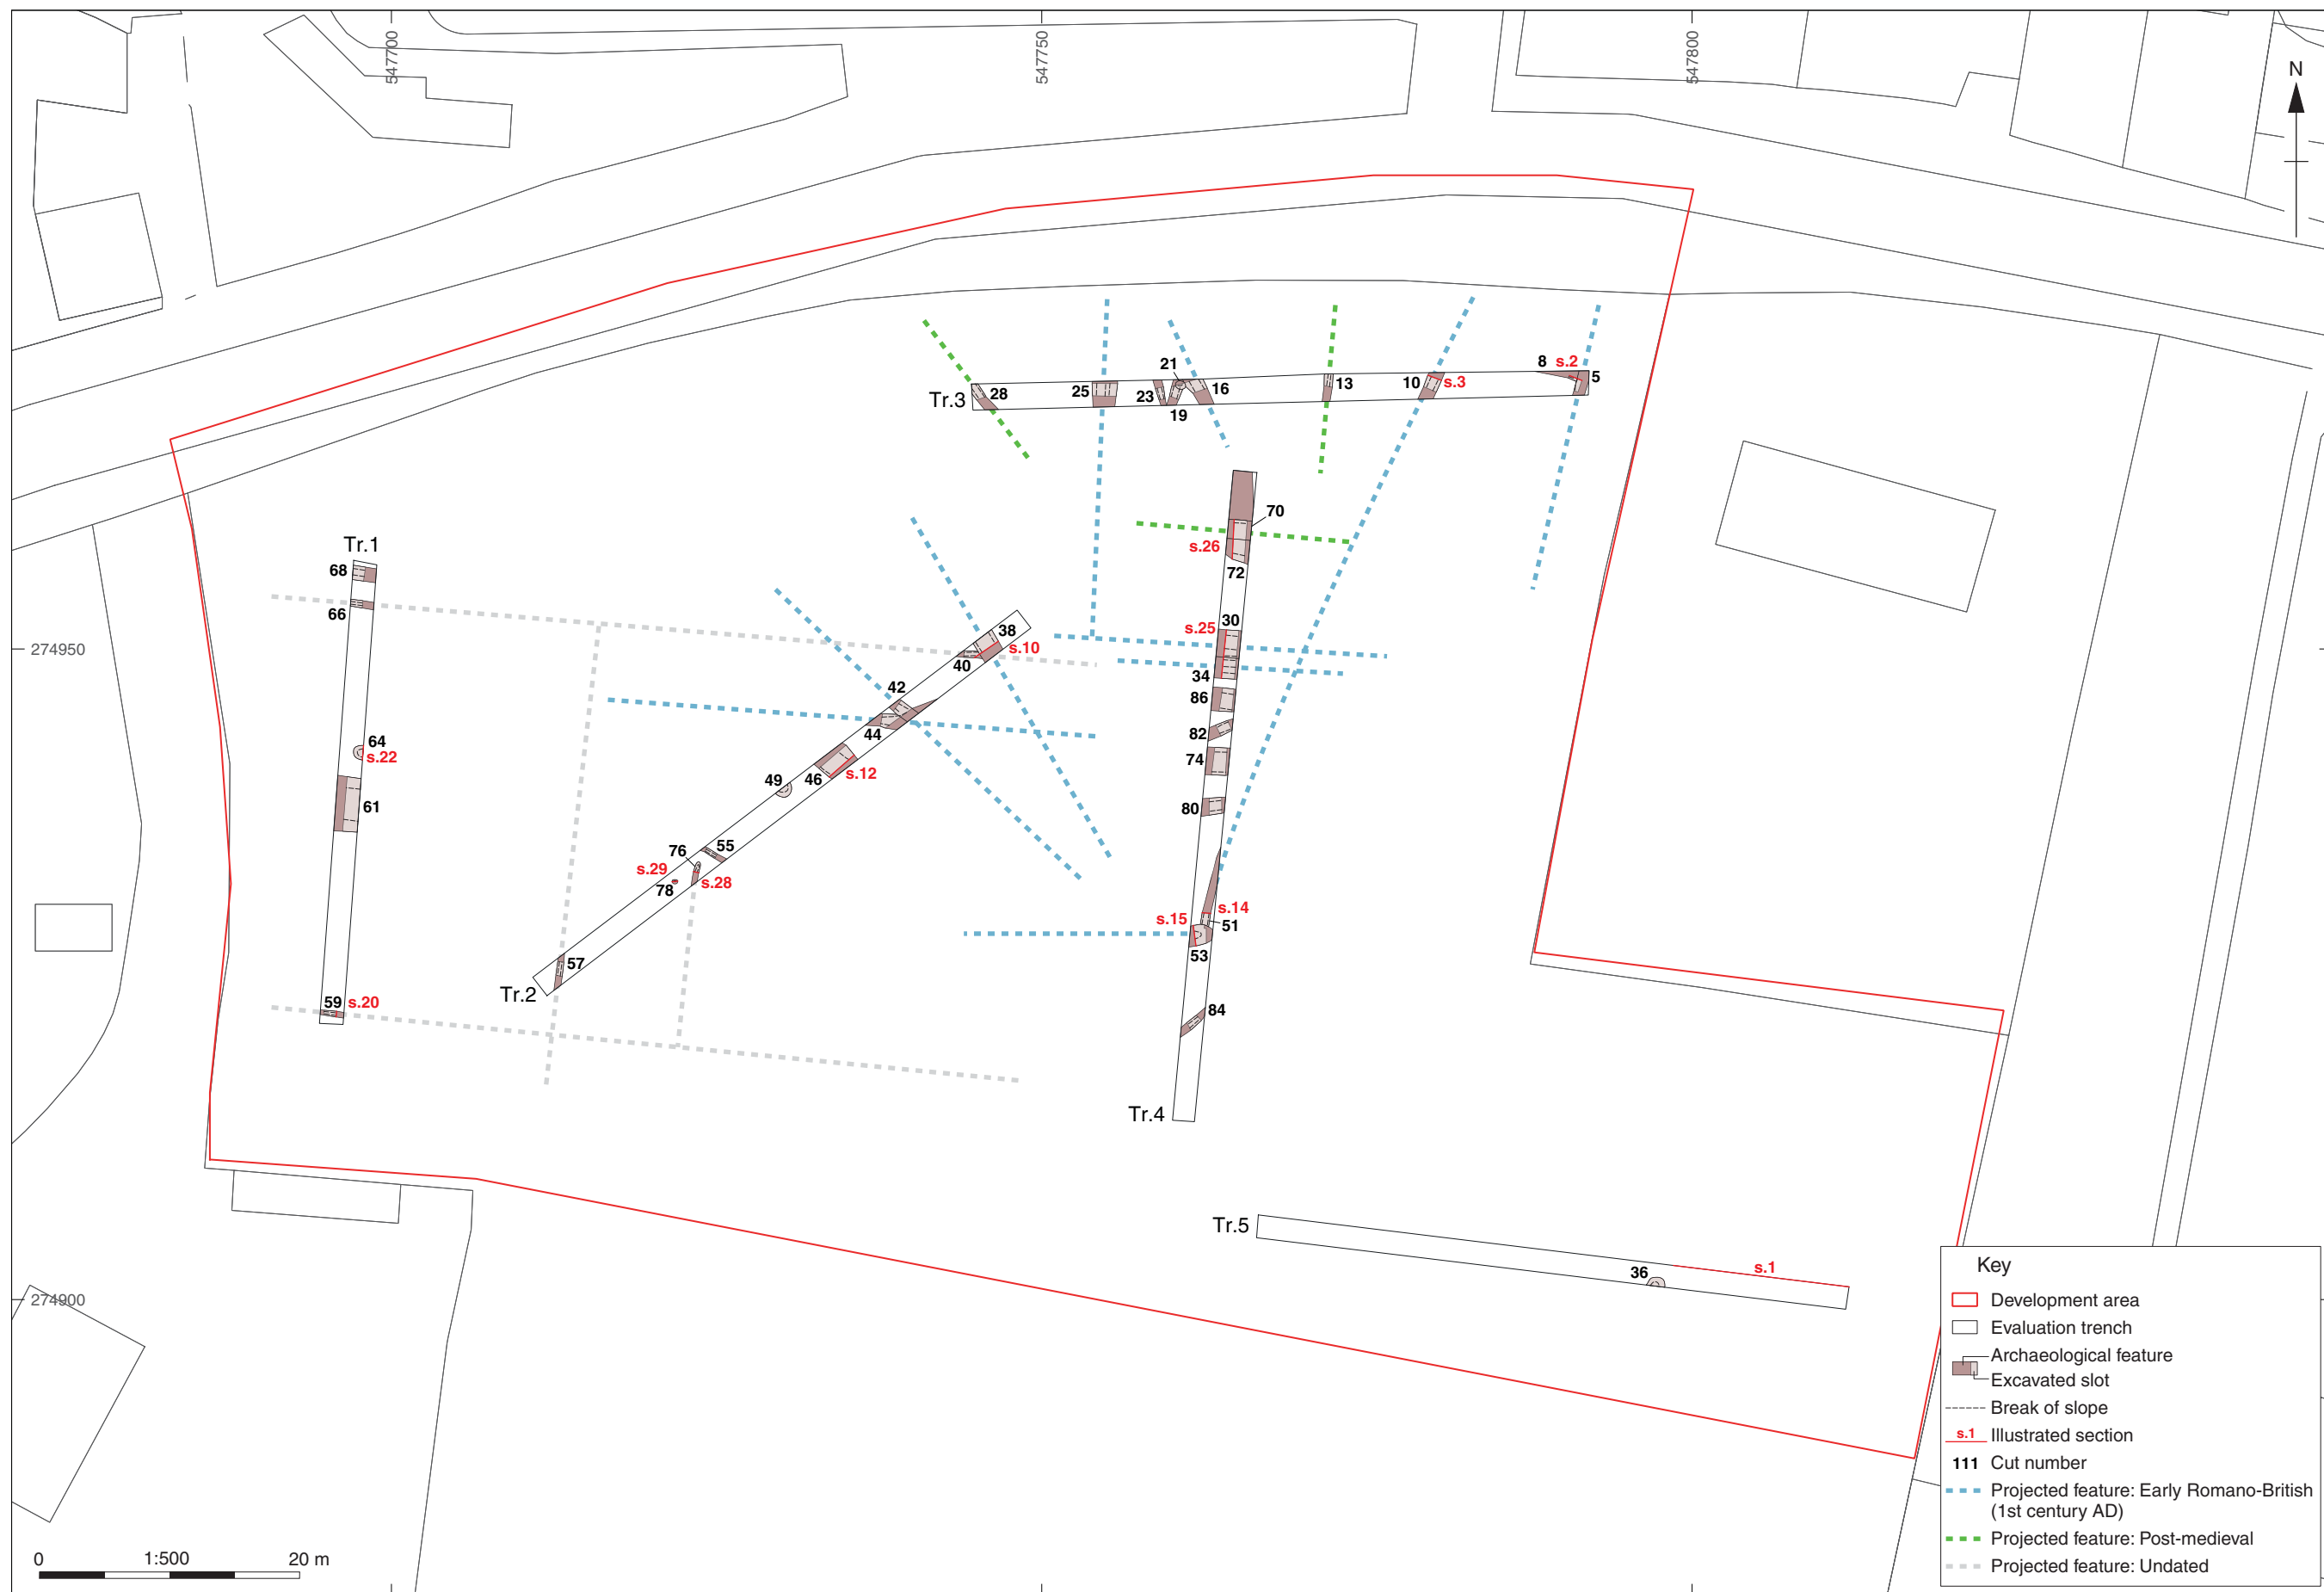 547700
547750
547800
N
21
8 s.2
5
Tr.3
28
25
23
19
16
13
10
s.3
70
s.26
72
Tr.1
68
66
30
s.25
34
38
s.10
40
274950
86
82
42
44
74
64
s.22
61
49
46
s.12
80
76
55
s.29
78
s.28
s.14
s.15
51
53
57
Tr.2
59 s.20
84
Tr.4
Tr.5
36
s.1
274900
Key
Development area
Evaluation trench
Archaeological feature
Excavated slot
Break of slope
s.1 Illustrated section
111 Cut number
Projected feature: Early Romano-British
(1st century AD)
Projected feature: Post-medieval
Projected feature: Undated
0 1:500 20 m